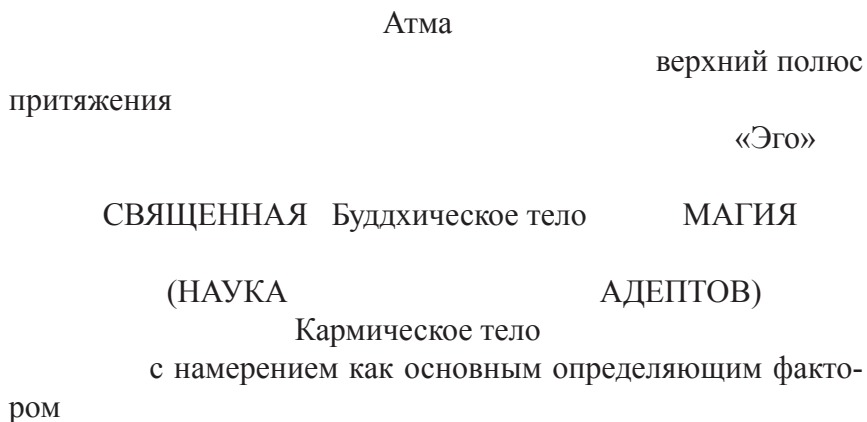 Атма
верхний полюс
притяжения
«Эго»
СВЯЩЕННАЯ Буддхическое тело МАГИЯ
(НАУКА АДЕПТОВ)
Кармическое тело
с намерением как основным определяющим факто-
ром